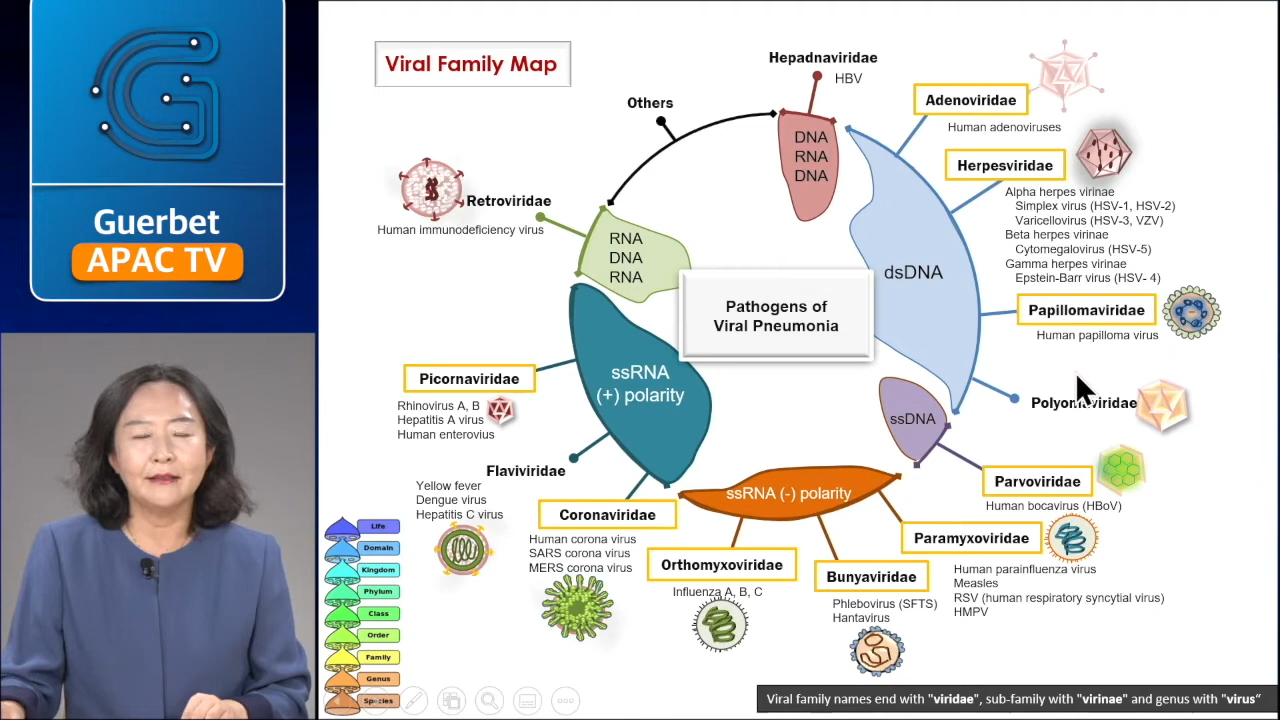 Guerbet
APAC TV
Viral Family Map
Hepadnaviridae
HBV
Others
DNA
RNA
DNA
Adenoviridae
Human adenoviruses
Herpesviridae
Alpha herpes virinae
Simplex virus (HSV-1, HSV-2)
Varicellovirus (HSV-3, VZV)
Beta herpes virinae
Cytomegalovirus (HSV-5)
Gamma herpes virinae
Epstein-Barr virus (HSV- 4)
Retroviridae
Human immunodeficiency virus
RNA
DNA
RNA
dsDNA
Pathogens of
Viral Pneumonia
Papillomaviridae
Human papilloma virus
ssRNA
(+) polarity
Picornaviridae
Rhinovirus A, B
Hepatitis A virus
Human enterovius
Polyomaviridae
ssDNA
Flaviviridae
Yellow fever
Dengue virus
Hepatitis C virus
Parvoviridae
Human bocavirus (HBoV)
ssRNA (-) polarity
Coronaviridae
Human corona virus
SARS corona virus
MERS corona virus
Orthomyxoviridae
Influenza A, B, C
Bunyaviridae
Phlebovirus (SFTS)
Hantavirus
Paramyxoviridae
Human parainfluenza virus
Measles
RSV (human respiratory syncytial virus)
HMPV
Life
Domain
Kingdom
Phylum
Class
Order
Family
Genus
Species
Viral family names end with "viridae", sub-family with "virinae" and genus with "virus"